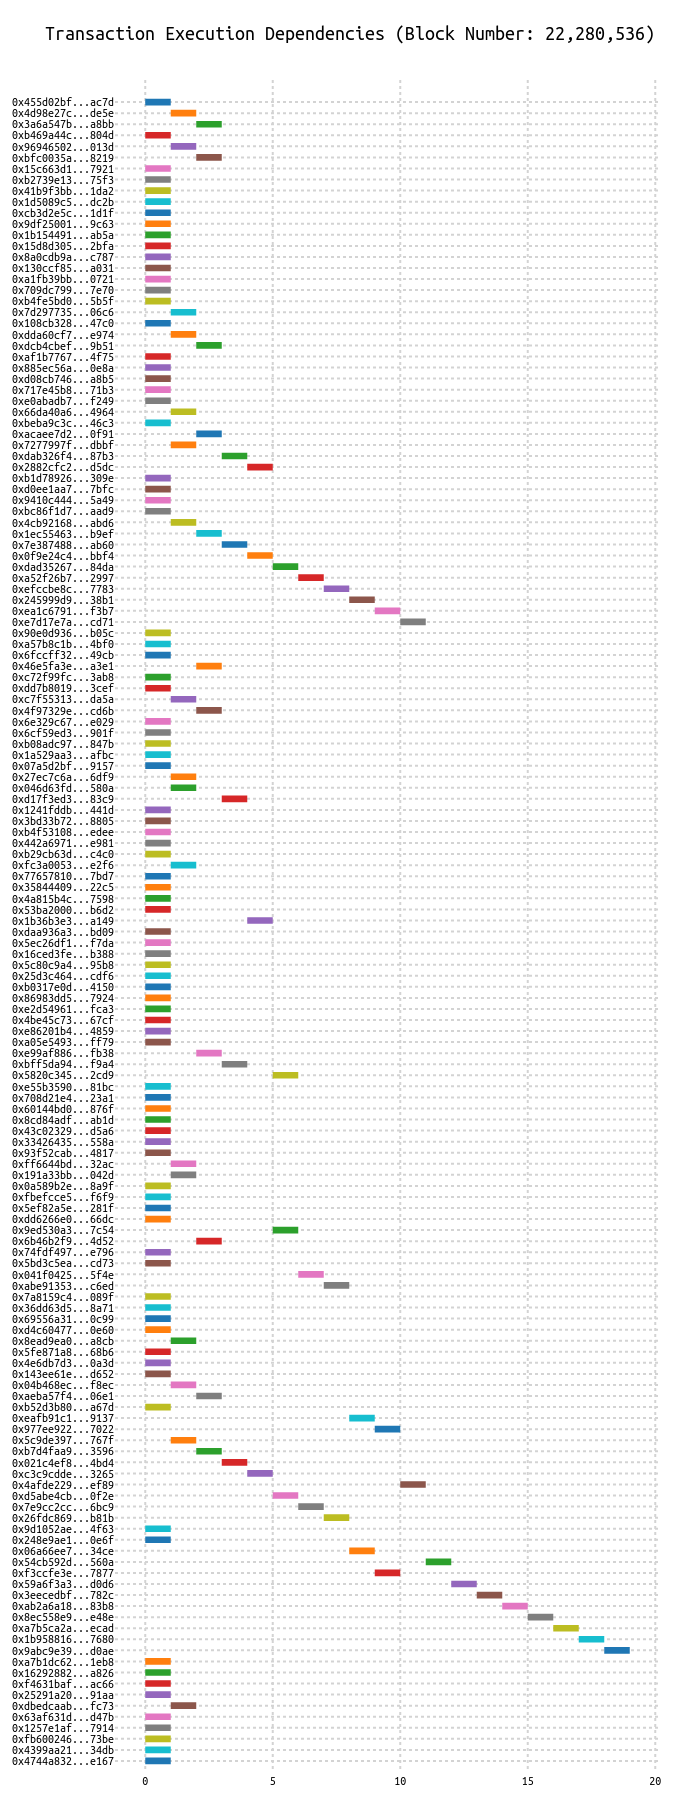 Transaction Execution Dependencies (Block Number: 22,280,536)
0x455d02bf...ac7d
0x4d98e27c...de5e
0x3a6a547b...a8bb
0xb469a44c...804d
0x96946502...013d
0xbfc0035a...8219
0x15c663d1...7921
0xb2739e13...75f3
0x41b9f3bb...1da2
0x1d5089c5...dc2b
0xcb3d2e5c...1d1f
0x9df25001...9c63
0x1b154491...ab5a
0x15d8d305...2bfa
0x8a0cdb9a...c787
0x130ccf85...a031
0xa1fb39bb...0721
0x709dc799...7e70
0xb4fe5bd0...5b5f
0x7d297735...06c6
0x108cb328...47c0
0xdda60cf7...e974
0xdcb4cbef...9b51
0xaf1b7767...4f75
0x885ec56a...0e8a
0xd08cb746...a8b5
0x717e45b8...71b3
0xe0abadb7...f249
0x66da40a6...4964
0xbeba9c3c...46c3
0xacaee7d2...0f91
0x7277997f...dbbf
0xdab326f4...87b3
0x2882cfc2...d5dc
0xb1d78926...309e
0xd0ee1aa7...7bfc
0x9410c444...5a49
0xbc86f1d7...aad9
0x4cb92168...abd6
0x1ec55463...b9ef
0x7e387488...ab60
0x0f9e24c4...bbf4
0xdad35267...84da
0xa52f26b7...2997
0xefccbe8c...7783
0x245999d9...38b1
0xea1c6791...f3b7
0xe7d17e7a...cd71
0x90e0d936...b05c
0xa57b8c1b...4bf0
0x6fccff32...49cb
0x46e5fa3e...a3e1
0xc72f99fc...3ab8
0xdd7b8019...3cef
0xc7f55313...da5a
0x4f97329e...cd6b
0x6e329c67...e029
0x6cf59ed3...901f
0xb08adc97...847b
0x1a529aa3...afbc
0x07a5d2bf...9157
0x27ec7c6a...6df9
0x046d63fd...580a
0xd17f3ed3...83c9
0x1241fddb...441d
0x3bd33b72...8805
0xb4f53108...edee
0x442a6971...e981
0xb29cb63d...c4c0
0xfc3a0053...e2f6
0x77657810...7bd7
0x35844409...22c5
0x4a815b4c...7598
0x53ba2000...b6d2
0x1b36b3e3...a149
0xdaa936a3...bd09
0x5ec26df1...f7da
0x16ced3fe...b388
0x5c80c9a4...95b8
0x25d3c464...cdf6
0xb0317e0d...4150
0x86983dd5...7924
0xe2d54961...fca3
0x4be45c73...67cf
0xe86201b4...4859
0xa05e5493...ff79
0xe99af886...fb38
0xbff5da94...f9a4
0x5820c345...2cd9
0xe55b3590...81bc
0x708d21e4...23a1
0x60144bd0...876f
0x8cd84adf...ab1d
0x43c02329...d5a6
0x33426435...558a
0x93f52cab...4817
0xff6644bd...32ac
0x191a33bb...042d
0x0a589b2e...8a9f
0xfbefcce5...f6f9
0x5ef82a5e...281f
0xdd6266e0...66dc
0x9ed530a3...7c54
0x6b46b2f9...4d52
0x74fdf497...e796
0x5bd3c5ea...cd73
0x041f0425...5f4e
0xabe91353...c6ed
0x7a8159c4...089f
0x36dd63d5...8a71
0x69556a31...0c99
0xd4c60477...0e60
0x8ead9ea0...a8cb
0x5fe871a8...68b6
0x4e6db7d3...0a3d
0x143ee61e...d652
0x04b468ec...f8ec
0xaeba57f4...06e1
0xb52d3b80...a67d
0xeafb91c1...9137
0x977ee922...7022
0x5c9de397...767f
0xb7d4faa9...3596
0x021c4ef8...4bd4
0xc3c9cdde...3265
0x4afde229...ef89
0xd5abe4cb...0f2e
0x7e9cc2cc...6bc9
0x26fdc869...b81b
0x9d1052ae...4f63
0x248e9ae1...0e6f
0x06a66ee7...34ce
0x54cb592d...560a
0xf3ccfe3e...7877
0x59a6f3a3...d0d6
0x3eecedbf...782c
0xab2a6a18...83b8
0x8ec558e9...e48e
0xa7b5ca2a...ecad
0x1b958816...7680
0x9abc9e39...d0ae
0xa7b1dc62...1eb8
0x16292882...a826
0xf4631baf...ac66
0x25291a20...91aa
0xdbedcaab...fc73
0x63af631d...d47b
0x1257e1af...7914
0xfb600246...73be
0x4399aa21...34db
0x4744a832...e167
0 5 10 15 20